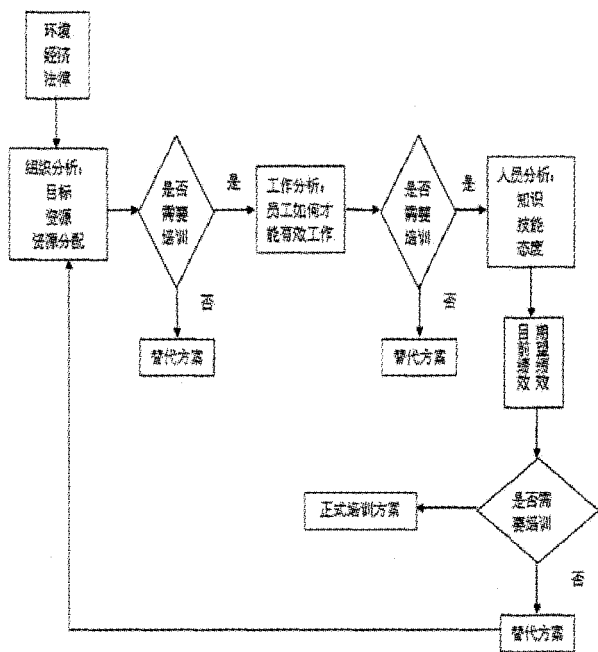 环境
经济
法律
组织分析：
目标
资源
资源分配
是否
需要
培训
是
否
替代方案
工作分析：
员工如何才
能有效工作
是否
需要
培训
是
否
替代方案
人员分析：
知识
技能
态度
目前绩效
期望绩效
是否需
要培训
正式培训方案
否
替代方案